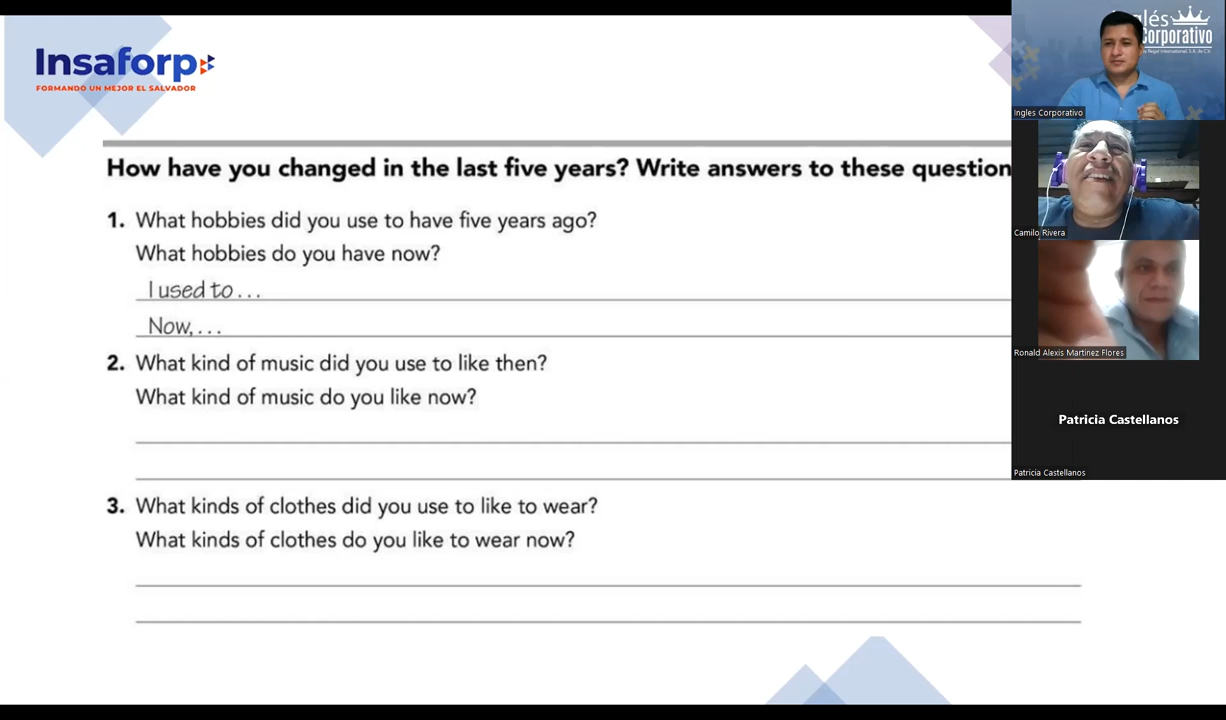 Insaforp
FORMANDO UN MEJOR EL SALVADOR
How have you changed in the last five years? Write answers to these question
1. What hobbies did you use to have five years ago?
What hobbies do you have now?
I used to . . .
Now, . . .
2. What kind of music did you use to like then?
What kind of music do you like now?
3. What kinds of clothes did you use to like to wear?
What kinds of clothes do you like to wear now?
Inglés
Corporativo
Ingles Corporativo
Camilo Rivera
Ronald Alexis Martinez Flores
Patricia Castellanos
Patricia Castellanos